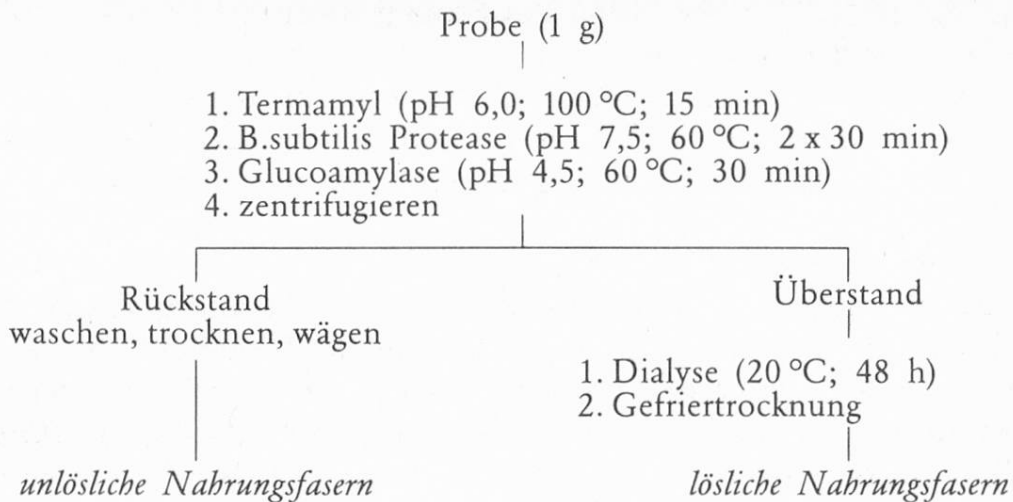 Probe (1 g)
1. Termamyl (pH 6,0; 100 °C; 15 min)
2. B.subtilis Protease (pH 7,5; 60 °C; 2 x 30 min)
3. Glucoamylase (pH 4,5; 60 °C; 30 min)
4. zentrifugieren
Rückstand
waschen, trocknen, wägen
Überstand
1. Dialyse (20 °C; 48 h)
2. Gefriertrocknung
unlösliche Nahrungsfasern
lösliche Nahrungsfasern